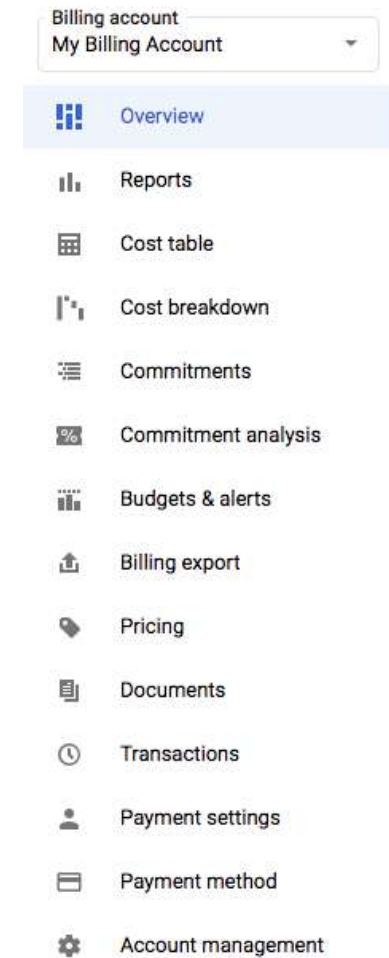 Billing account
My Billing Account
Overview
Reports
Cost table
Cost breakdown
Commitments
Commitment analysis
Budgets & alerts
Billing export
Pricing
Documents
Transactions
Payment settings
Payment method
Account management